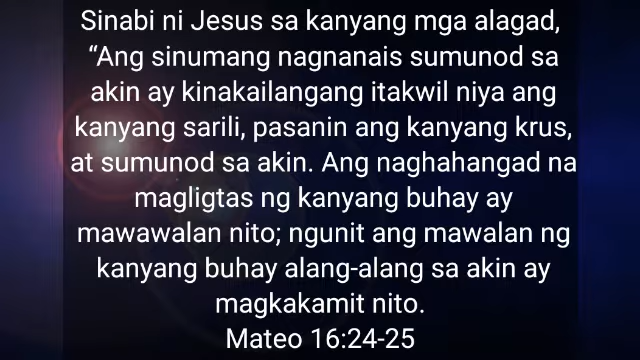 Sinabi ni Jesus sa kanyang mga alagad,
“Ang sinumang nagnanais sumunod sa
akin ay kinakailangang itakwil niya ang
kanyang sarili, pasanin ang kanyang krus,
at sumunod sa akin. Ang naghahangad na
magligtas ng kanyang buhay ay
mawawalan nito; ngunit ang mawalan ng
kanyang buhay alang-alang sa akin ay
magkakamit nito.
Mateo 16:24-25